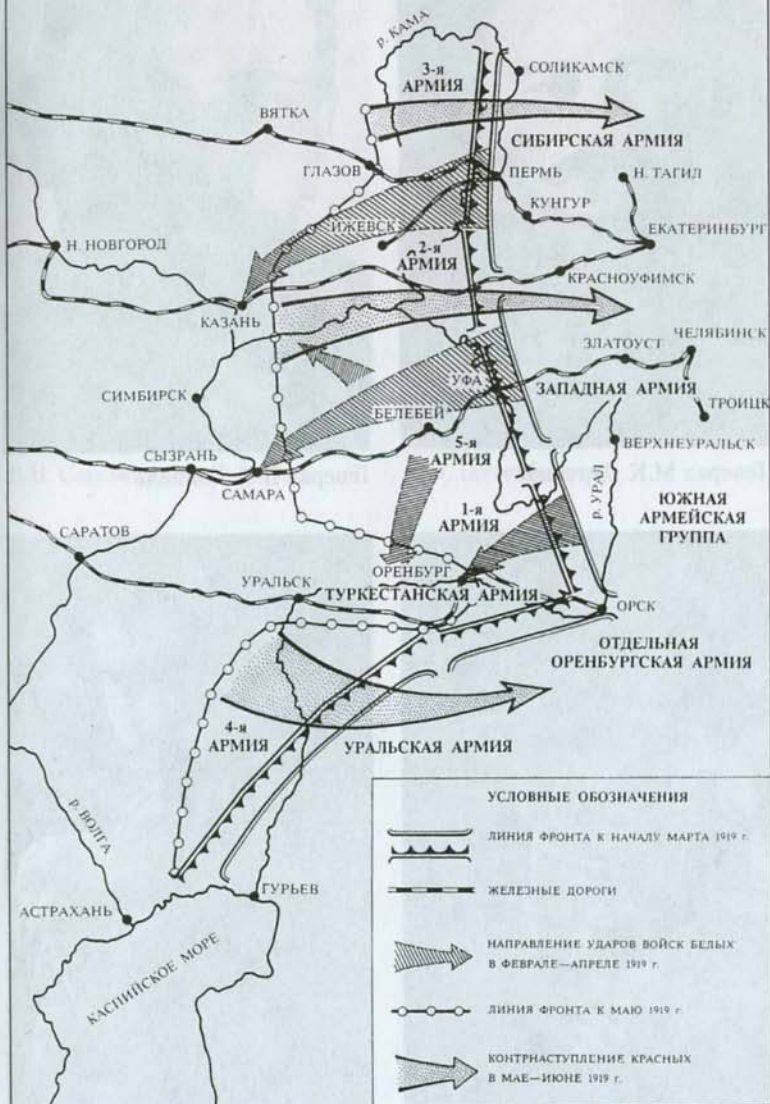 р. КАМА
3-я
АРМИЯ
СОЛИКАМСК
ВЯТКА
СИБИРСКАЯ АРМИЯ
ГЛАЗОВ
ПЕРМЬ
Н. ТАГИЛ
КУНГУР
ИЖЕВСК
ЕКАТЕРИНБУРГ
Н. НОВГОРОД
2-я
АРМИЯ
КРАСНОУФИМСК
КАЗАНЬ
ЧЕЛЯБИНСК
ЗЛАТОУСТ
УФА
ЗАПАДНАЯ АРМИЯ
СИМБИРСК
БЕЛЕБЕЙ
ТРОИЦК
5-я
АРМИЯ
ВЕРХНЕУРАЛЬСК
СЫЗРАНЬ
САМАРА
р. УРАЛ
ЮЖНАЯ
АРМЕЙСКАЯ
ГРУППА
1-я
АРМИЯ
САРАТОВ
ОРЕНБУРГ
УРАЛЬСК
ТУРКЕСТАНСКАЯ АРМИЯ
ОРСК
ОТДЕЛЬНАЯ
ОРЕНБУРГСКАЯ АРМИЯ
4-я
АРМИЯ
УРАЛЬСКАЯ АРМИЯ
р. ВОЛГА
ГУРЬЕВ
АСТРАХАНЬ
КАСПИЙСКОЕ МОРЕ
УСЛОВНЫЕ ОБОЗНАЧЕНИЯ
ЛИНИЯ ФРОНТА К НАЧАЛУ МАРТА 1919 г.
ЖЕЛЕЗНЫЕ ДОРОГИ
НАПРАВЛЕНИЕ УДАРОВ ВОЙСК БЕЛЫХ
В ФЕВРАЛЕ—АПРЕЛЕ 1919 г.
ЛИНИЯ ФРОНТА К МАЮ 1919 г.
КОНТРНАСТУПЛЕНИЕ КРАСНЫХ
В МАЕ—ИЮНЕ 1919 г.